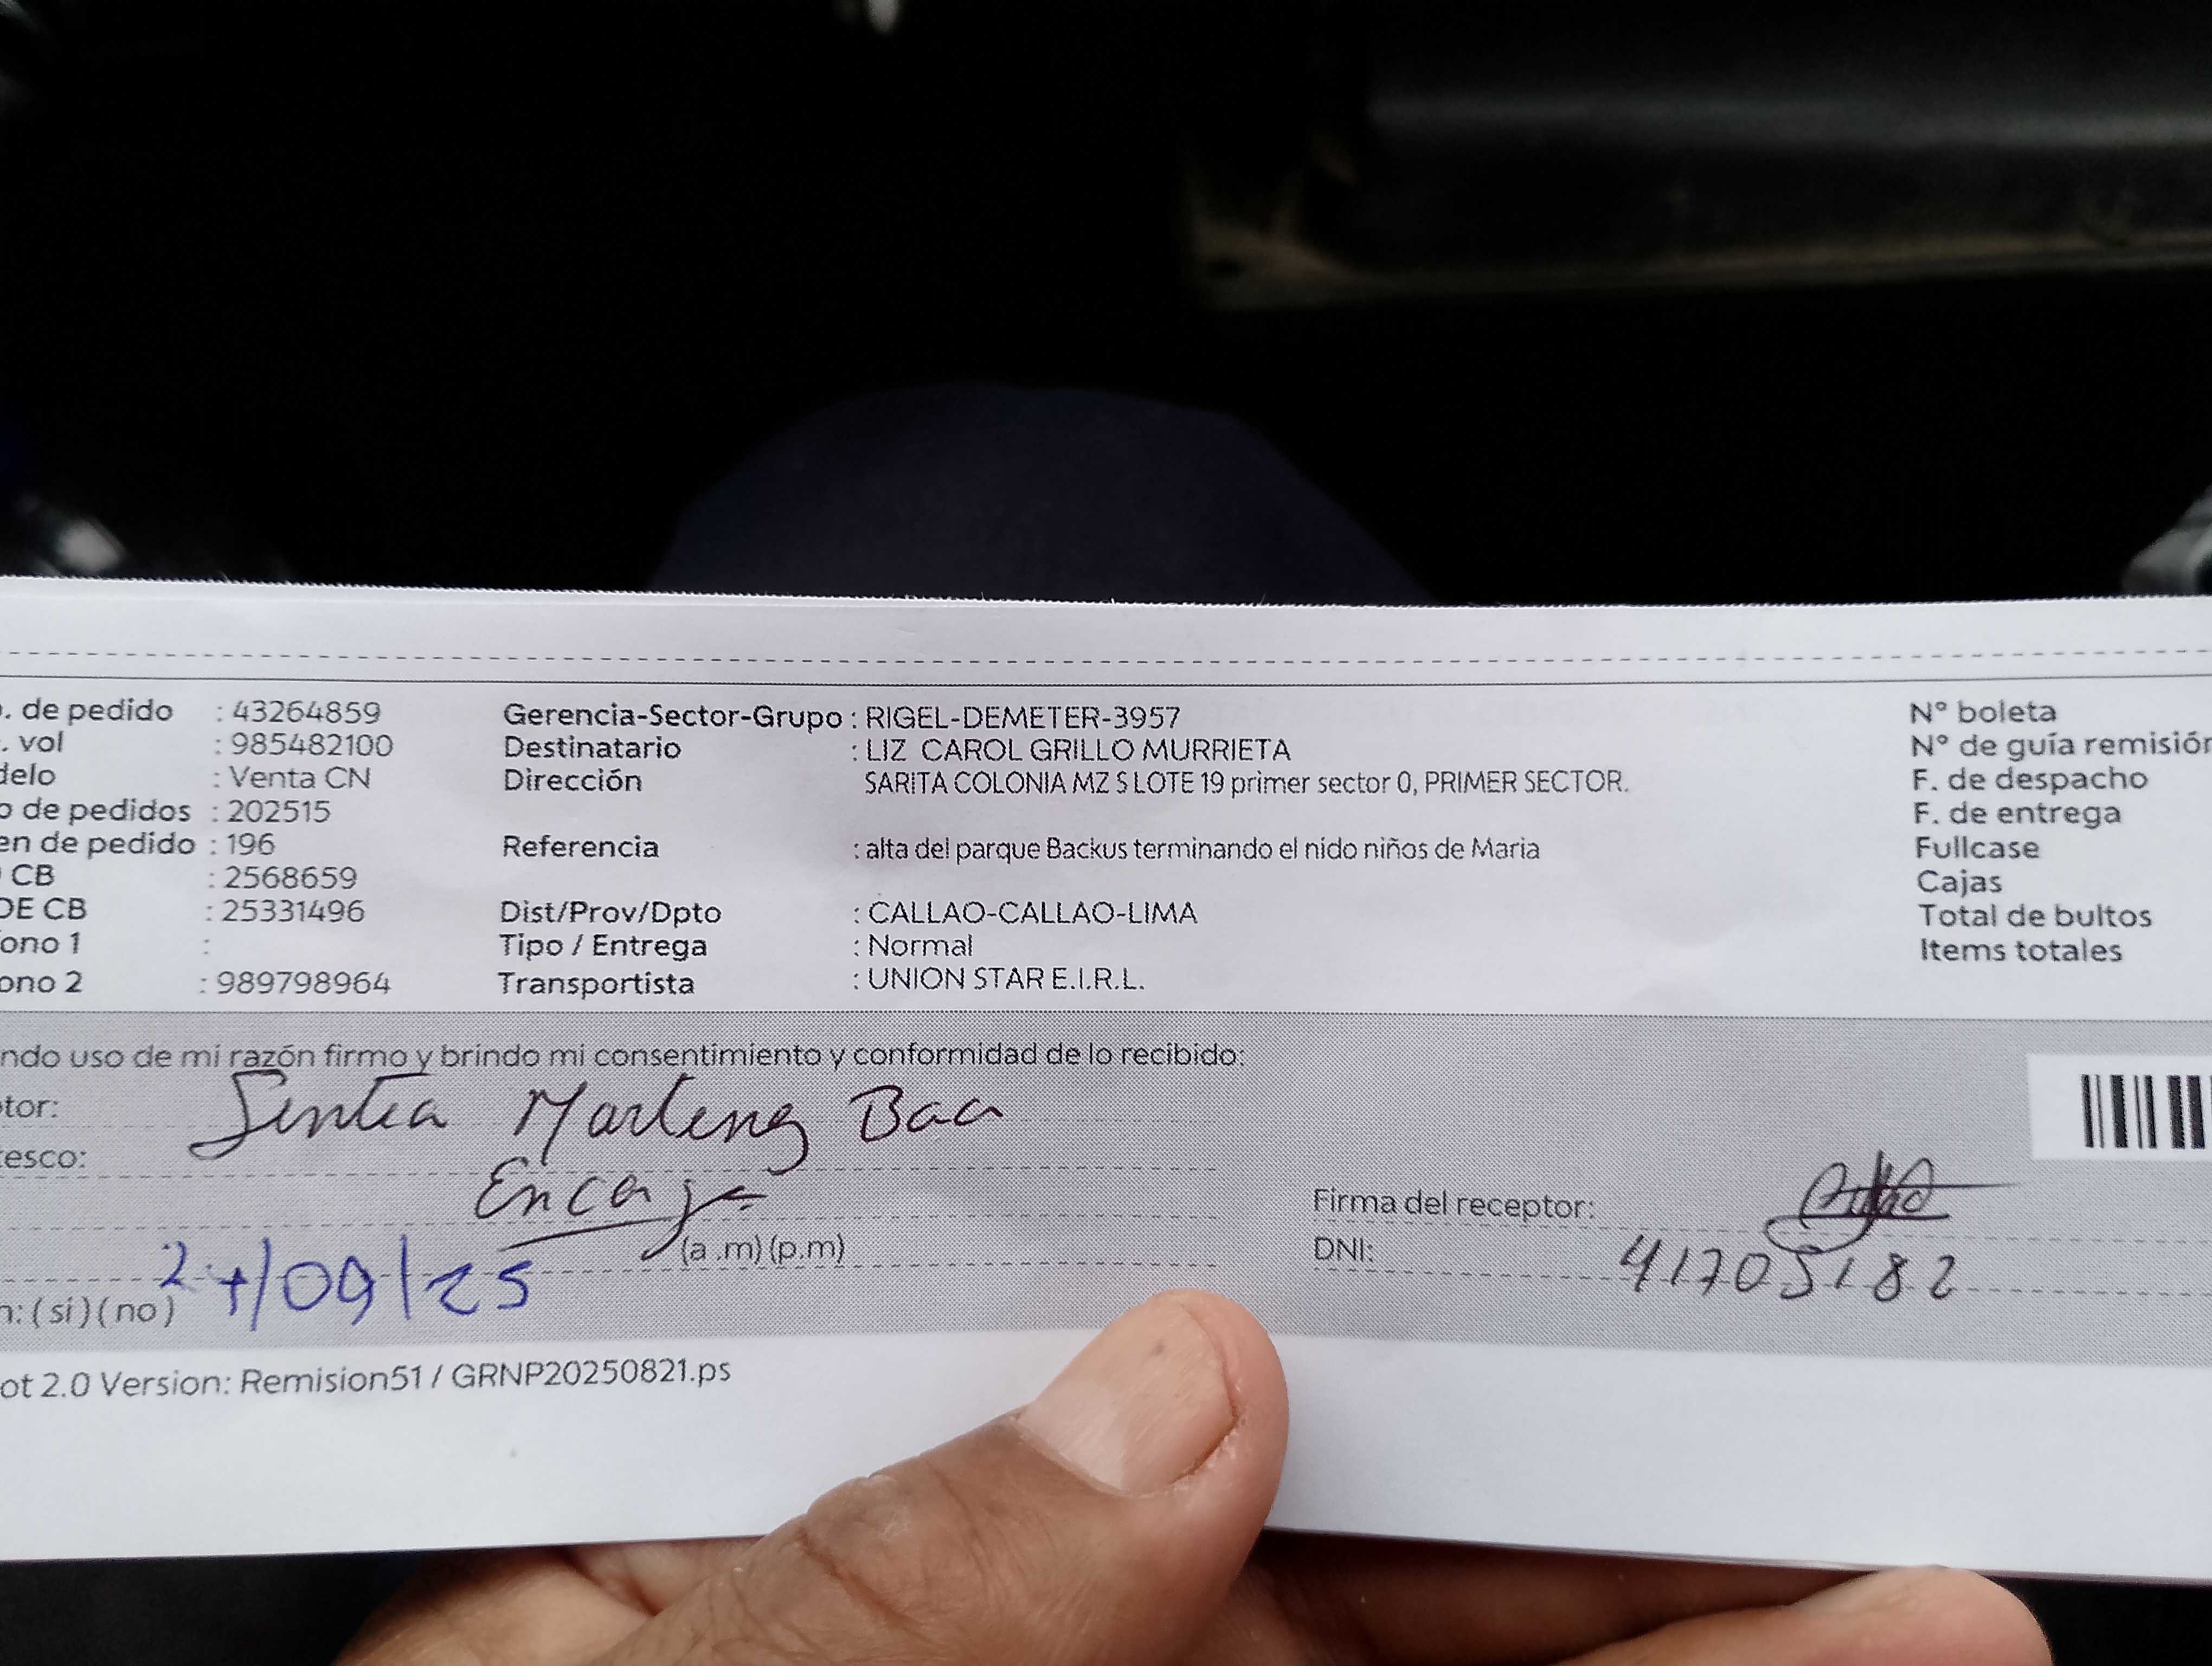 . de pedido : 43264859
. vol : 985482100
delo : Venta CN
o de pedidos : 202515
en de pedido : 196
CB : 2568659
DE CB : 25331496
ono 1 :
ono 2 : 989798964
Gerencia-Sector-Grupo : RIGEL-DEMETER-3957
Destinatario : LIZ CAROL GRILLO MURRIETA
Dirección SARITA COLONIA MZ S LOTE 19 primer sector 0, PRIMER SECTOR.
Referencia : alta del parque Backus terminando el nido niños de Maria
Dist/Prov/Dpto : CALLAO-CALLAO-LIMA
Tipo / Entrega : Normal
Transportista : UNION STAR E.I.R.L.
N° boleta
N° de guía remisión
F. de despacho
F. de entrega
Fullcase
Cajas
Total de bultos
Items totales
ndo uso de mi razón firmo y brindo mi consentimiento y conformidad de lo recibido:
tor: Sintia Marleny
esco:
Firma del receptor:
(a .m) (p.m)
DNI: 41705182
n: ( si ) ( no ) 24/09/25
ot 2.0 Version: Remision51 / GRNP20250821.ps